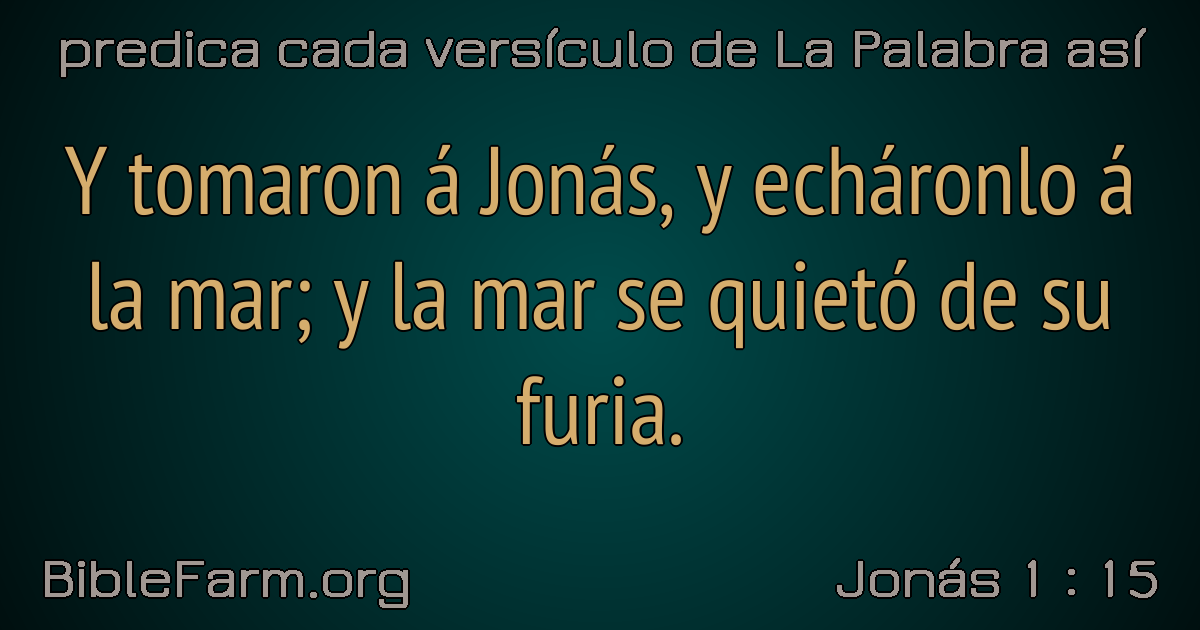 predica cada versículo de La Palabra así
Y tomaron á Jonás, y echáronlo á
la mar; y la mar se quietó de su
furia.
BibleFarm.org
Jonás 1 : 15